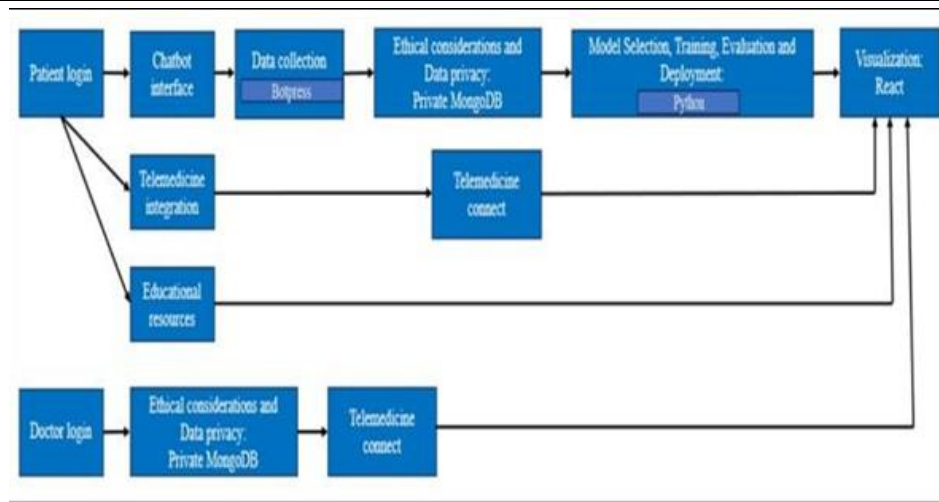 Patient login
Chatbot
interface
Data collection
Botpress
Ethical considerations and
Data privacy:
Private MongoDB
Model Selection, Training, Evaluation and
Deployment:
Python
Visualization:
React
Telemedicine
integration
Telemedicine
connect
Educational
resources
Doctor login
Ethical considerations and
Data privacy:
Private MongoDB
Telemedicine
connect